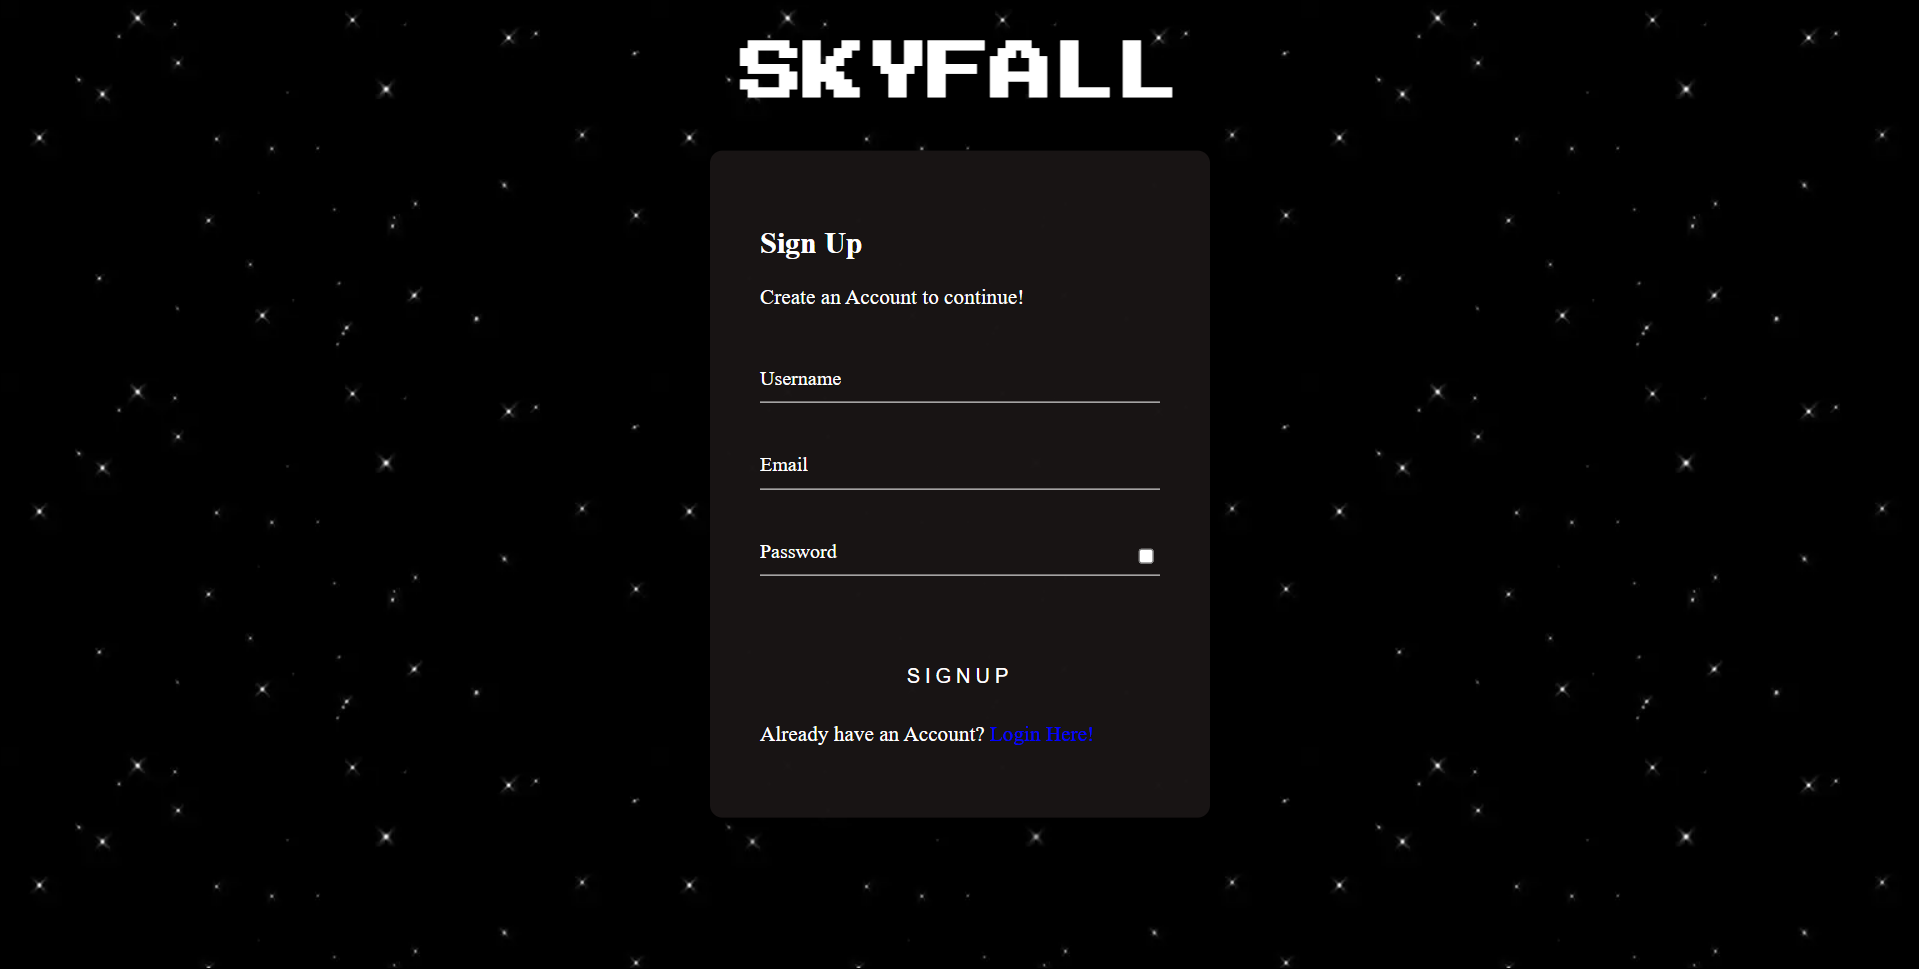 SKYFALL
Sign Up
Create an Account to continue!
Username
Email
Password
SIGNUP
Already have an Account? Login Here!